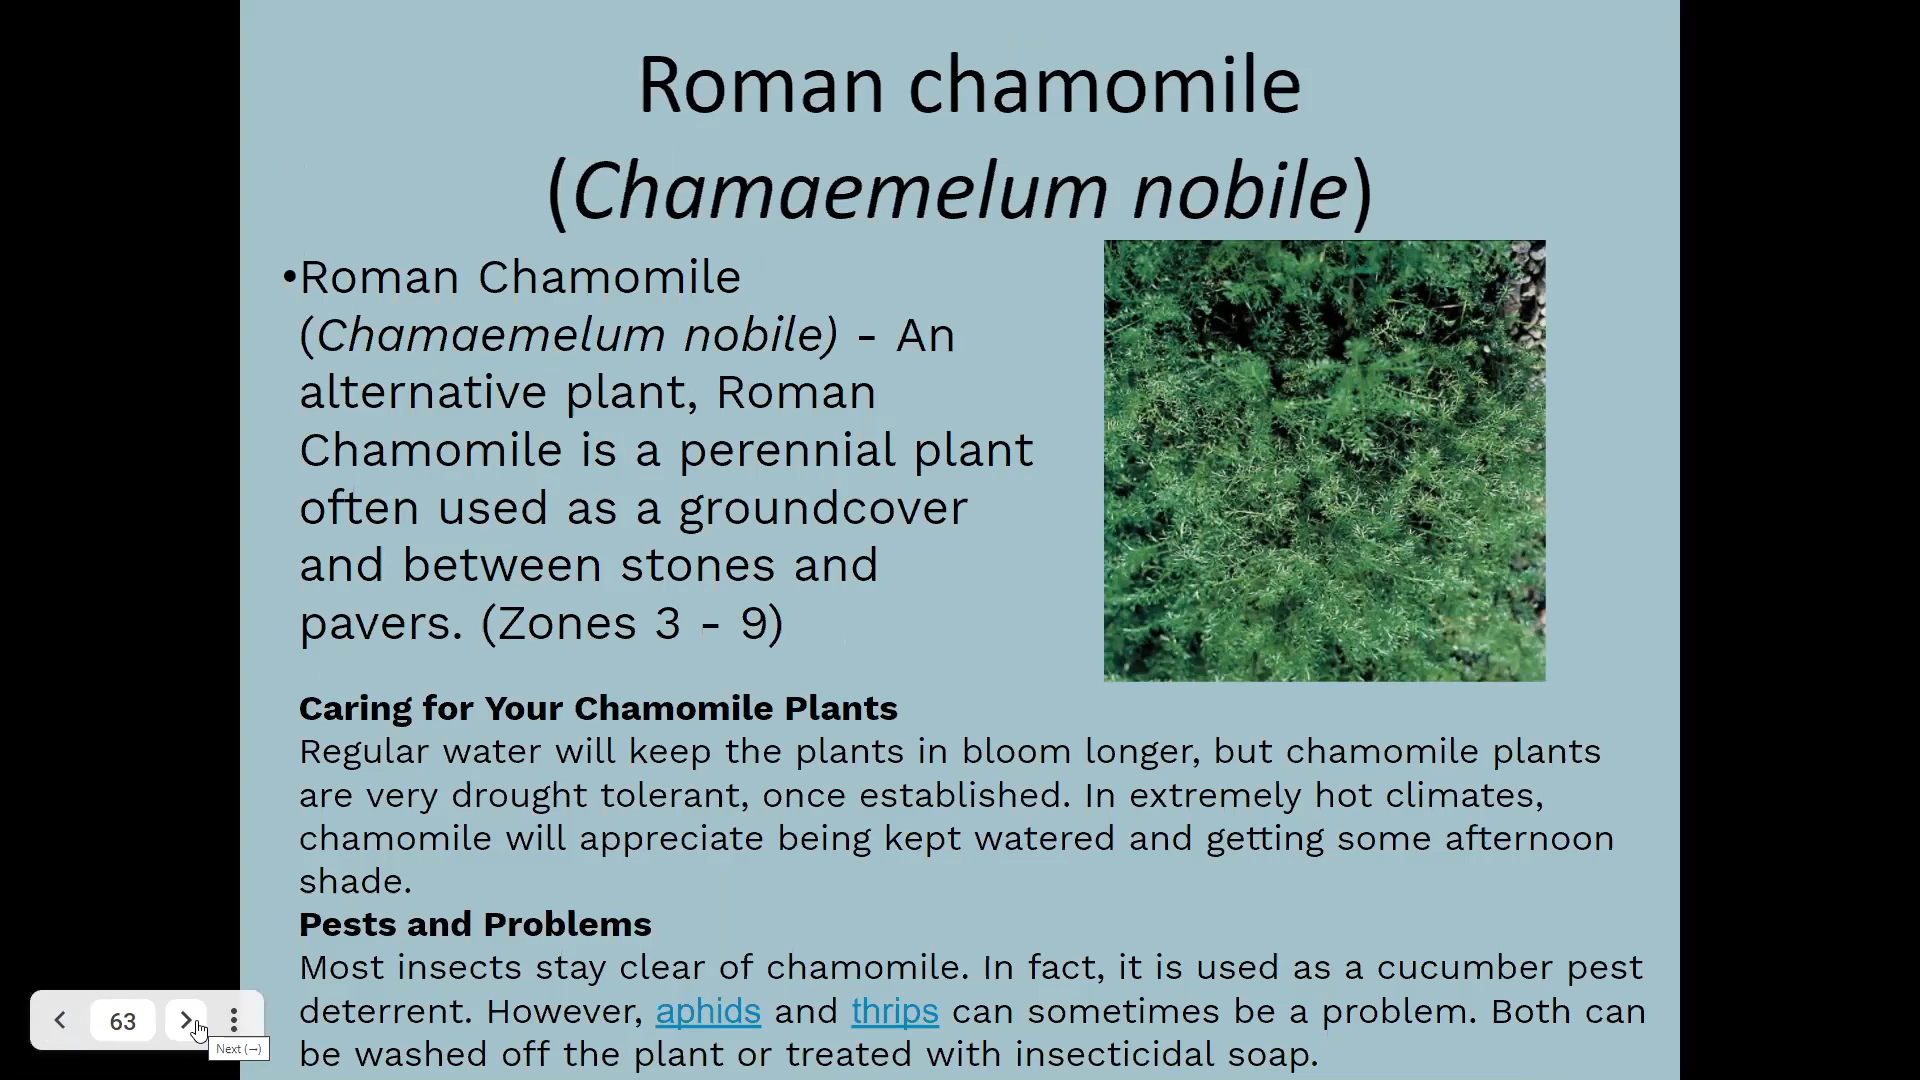 Roman chamomile
(Chamaemelum nobile)
•Roman Chamomile
(Chamaemelum nobile) - An
alternative plant, Roman
Chamomile is a perennial plant
often used as a groundcover
and between stones and
pavers. (Zones 3 - 9)
Caring for Your Chamomile Plants
Regular water will keep the plants in bloom longer, but chamomile plants
are very drought tolerant, once established. In extremely hot climates,
chamomile will appreciate being kept watered and getting some afternoon
shade.
Pests and Problems
Most insects stay clear of chamomile. In fact, it is used as a cucumber pest
deterrent. However, aphids and thrips can sometimes be a problem. Both can
be washed off the plant or treated with insecticidal soap.
63
Next (→)